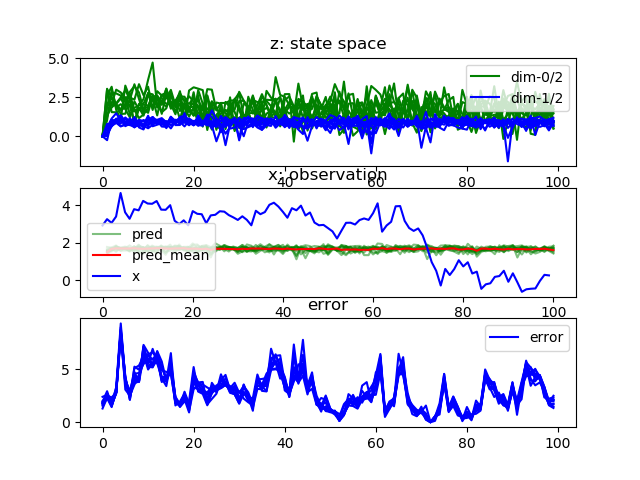 z: state space
5.0
2.5
0.0
dim-0/2
dim-1/2
0 20 40 60 80 100
x: observation
4
2
0
pred
pred_mean
x
0 20 40 60 80 100
error
5
0
error
0 20 40 60 80 100